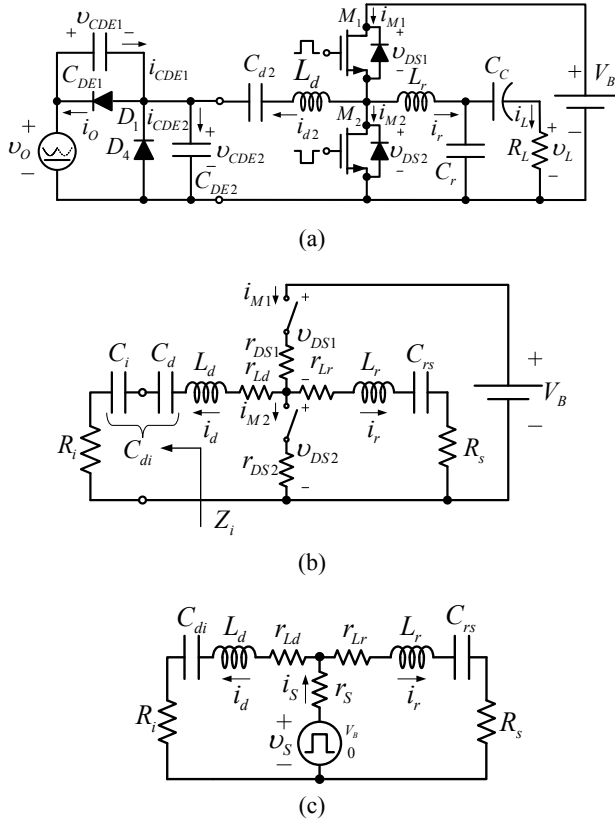 υCDE1 + − iCDE1
CDE1 D1 iO
υO + −
D4 iCDE2
υCDE2 + −
CDE2
Cd2 Ld id2
M1 iM1
υDS1 + −
M2 iM2
υDS2 + −
Lr ir Cr
CC iL
RL υL + −
VB + −
(a)
iM1
υDS1 + −
rDS1
Ci Cd Ld rLd rLr Lr Crs
iM2 id ir
υDS2 −
rDS2
Cdi
Ri
Zi
Rs
VB + −
(b)
Cdi Ld rLd rLr Lr Crs
id iS rS ir
Ri
υS + −
VB
0
Rs
(c)